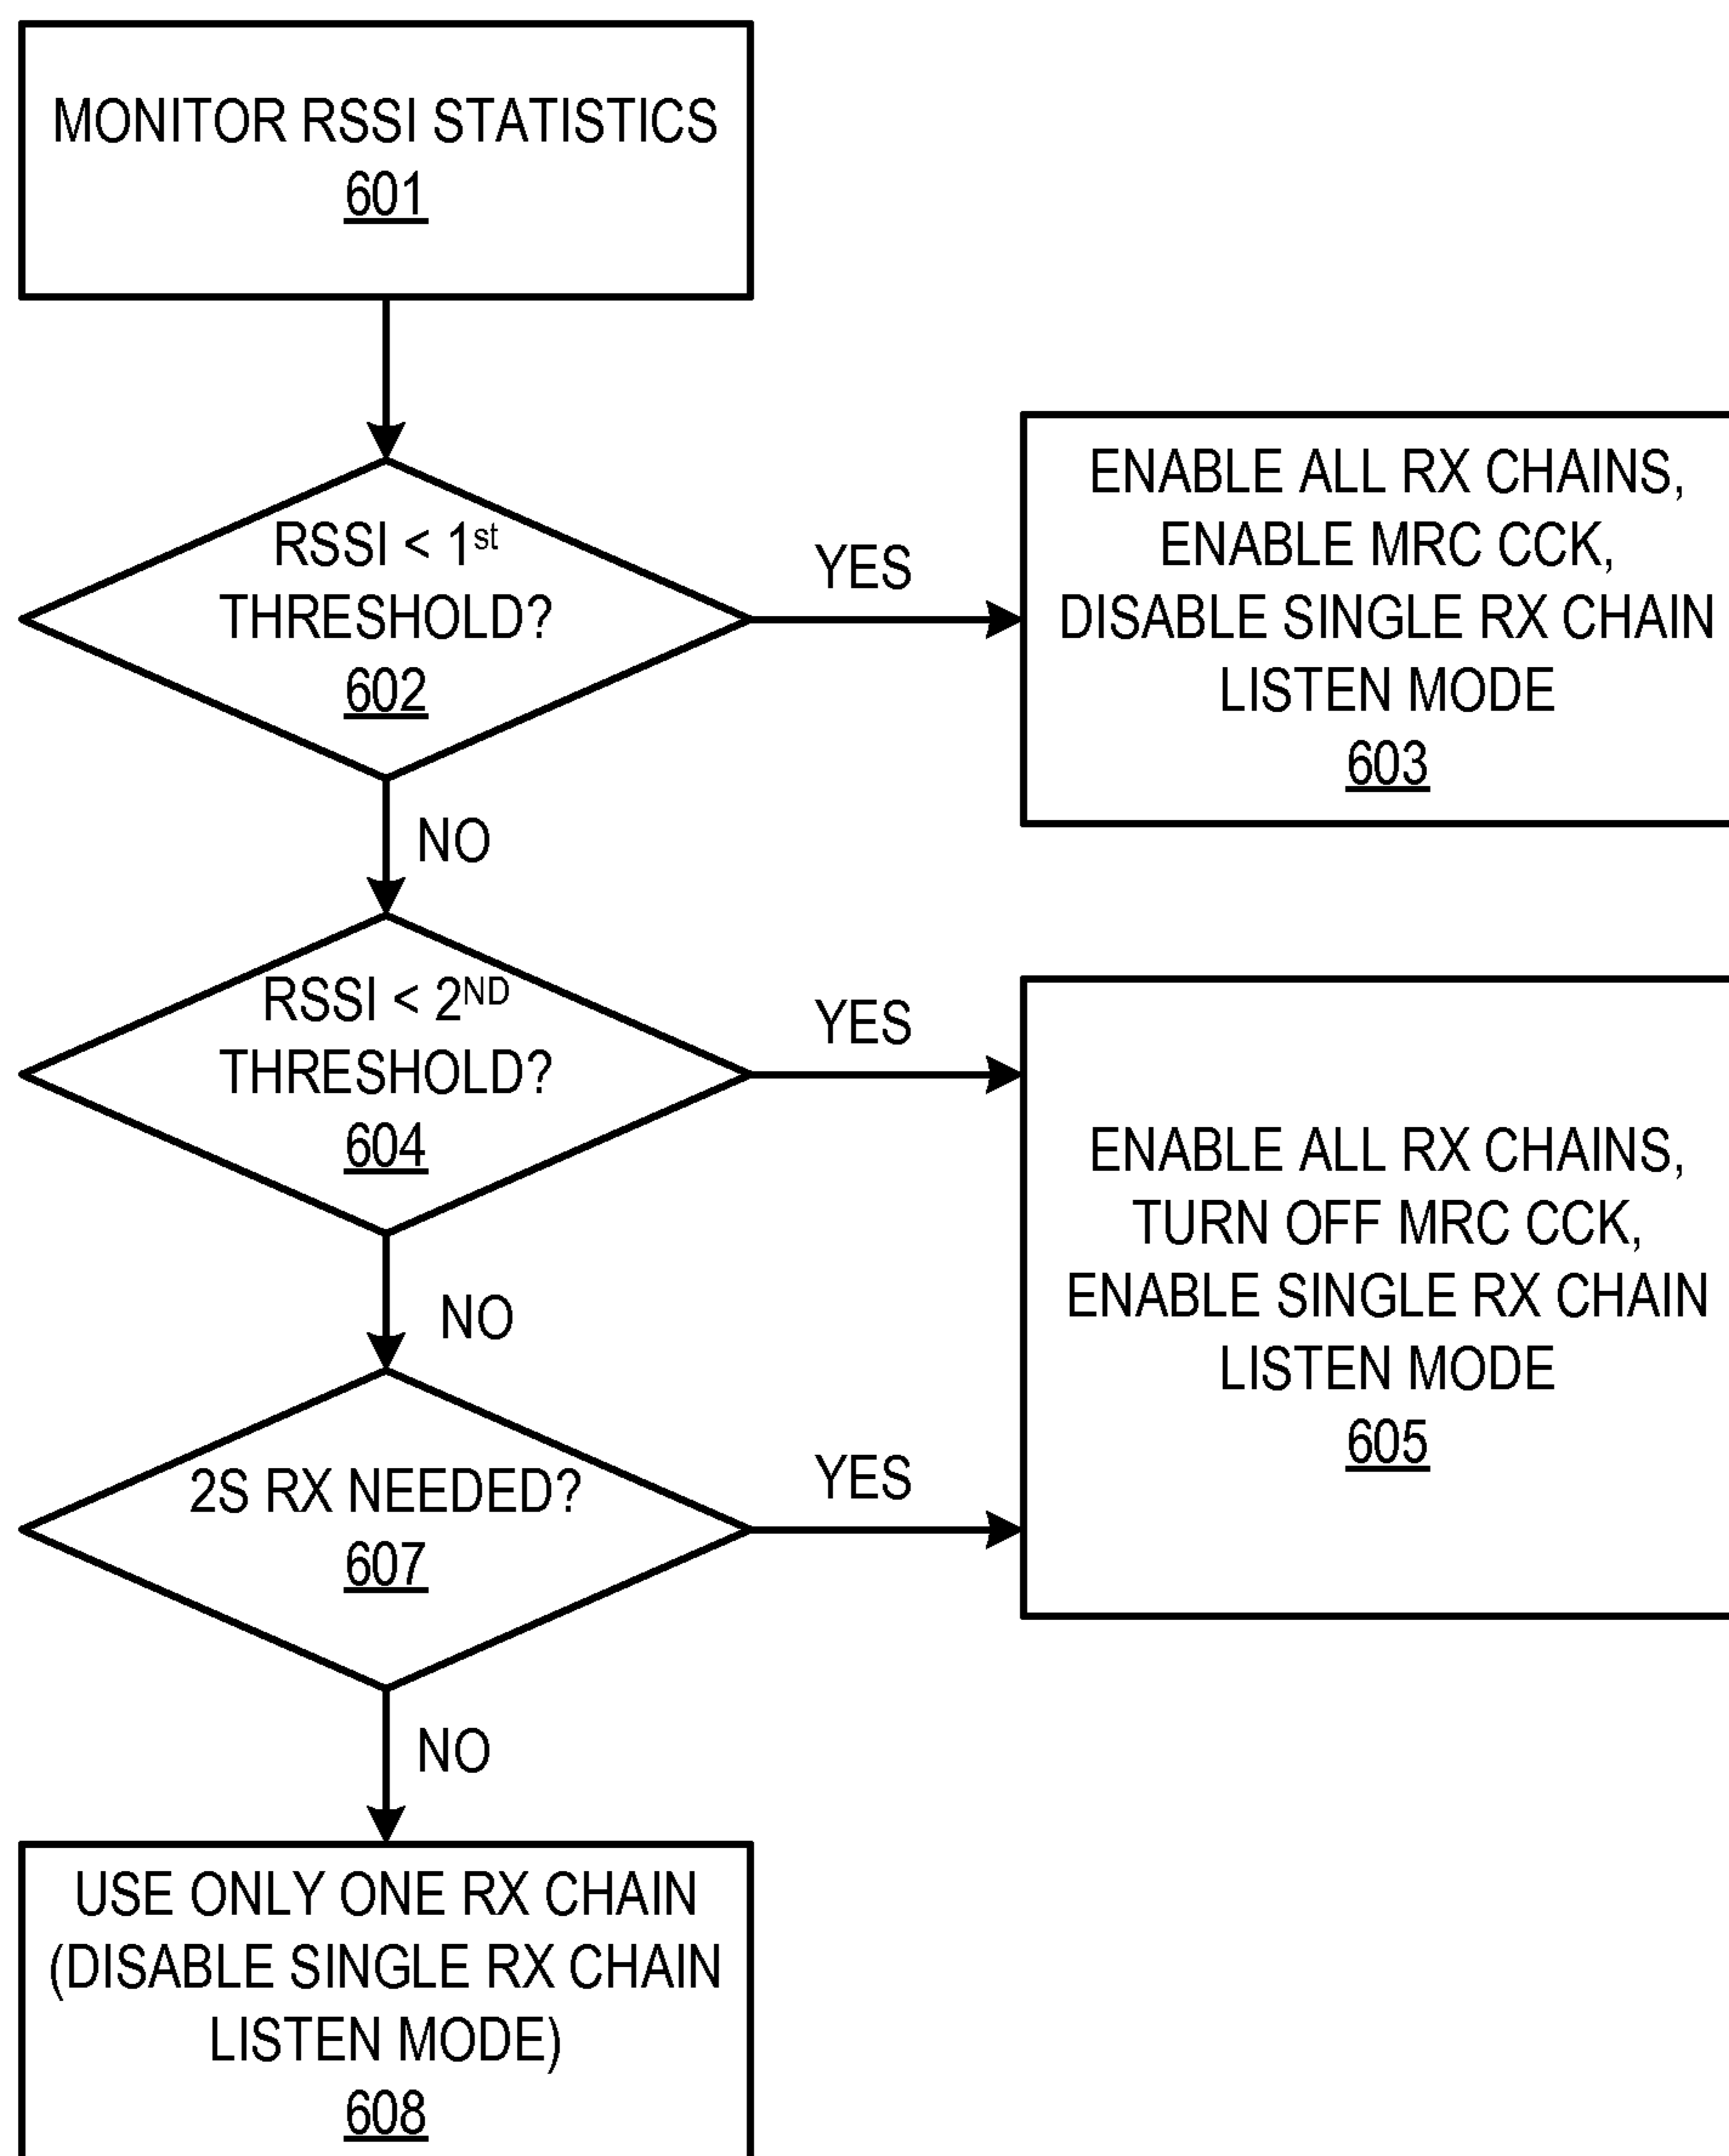 MONITOR RSSI STATISTICS
601
RSSI < 1st
THRESHOLD?
602
YES
ENABLE ALL RX CHAINS,
ENABLE MRC CCK,
DISABLE SINGLE RX CHAIN
LISTEN MODE
603
NO
RSSI < 2ND
THRESHOLD?
604
YES
ENABLE ALL RX CHAINS,
TURN OFF MRC CCK,
ENABLE SINGLE RX CHAIN
LISTEN MODE
605
NO
2S RX NEEDED?
607
YES
NO
USE ONLY ONE RX CHAIN
(DISABLE SINGLE RX CHAIN
LISTEN MODE)
608